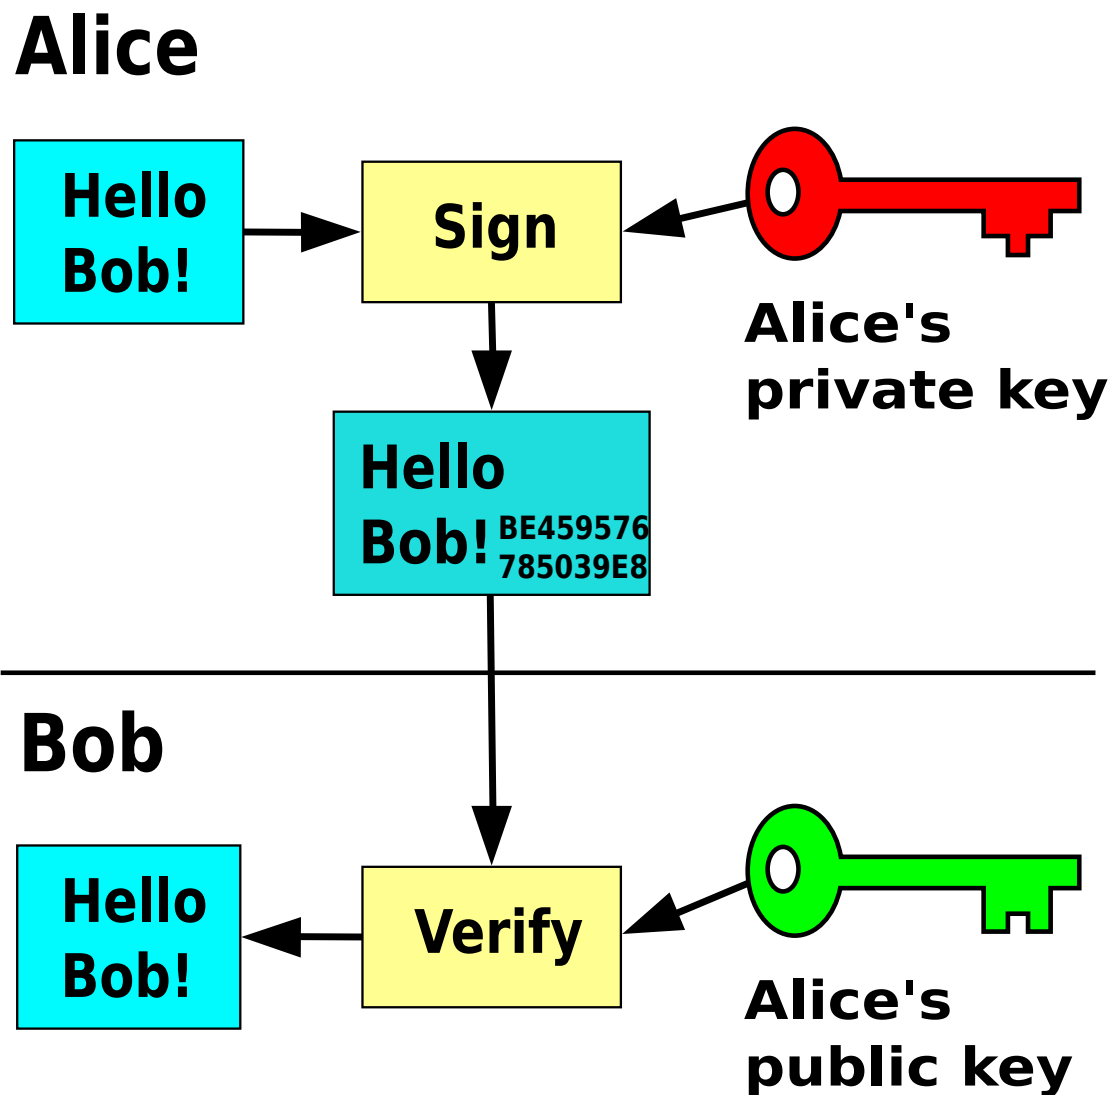 Alice
Hello
Bob!
Sign
Alice's
private key
Hello
Bob!
BE459576
785039E8
Bob
Hello
Bob!
Verify
Alice's
public key